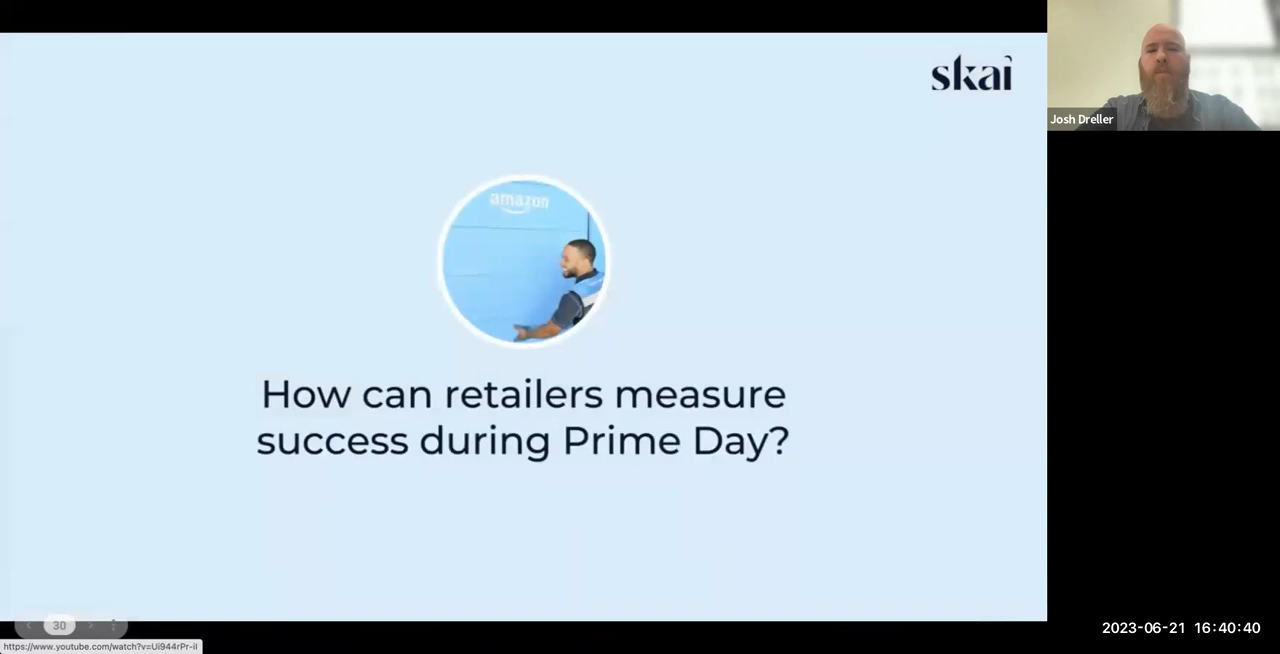 skai
Josh Dreller
amazon
How can retailers measure
success during Prime Day?
30
https://www.youtube.com/watch?v=Ui944rPr-iI
2023-06-21 16:40:40